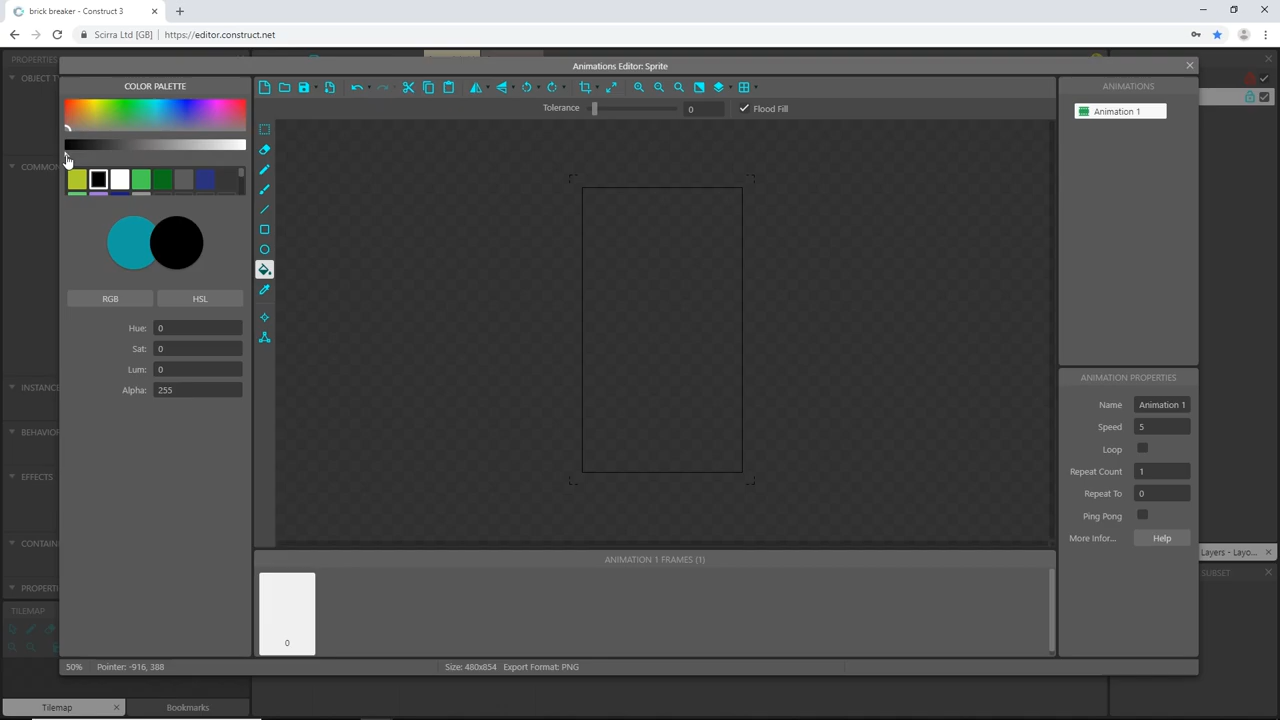 brick breaker - Construct 3
Scirra Ltd [GB] | https://editor.construct.net
PROPERTIES
Animations Editor: Sprite
OBJECT T
COLOR PALETTE
ANIMATIONS
Tolerance 0 Flood Fill
Animation 1
COMMON
RGB HSL
Hue: 0
Sat: 0
Lum: 0
Alpha: 255
INSTANC
BEHAVIOR
EFFECTS
CONTAIN
PROPERTI
TILEMAP
ANIMATION PROPERTIES
Name Animation 1
Speed 5
Loop
Repeat Count 1
Repeat To 0
Ping Pong
More Infor... Help
Layers - Layo...
SUBSET
ANIMATION 1 FRAMES (1)
0
50% Pointer: -916, 388 Size: 480x854 Export Format: PNG
Tilemap Bookmarks